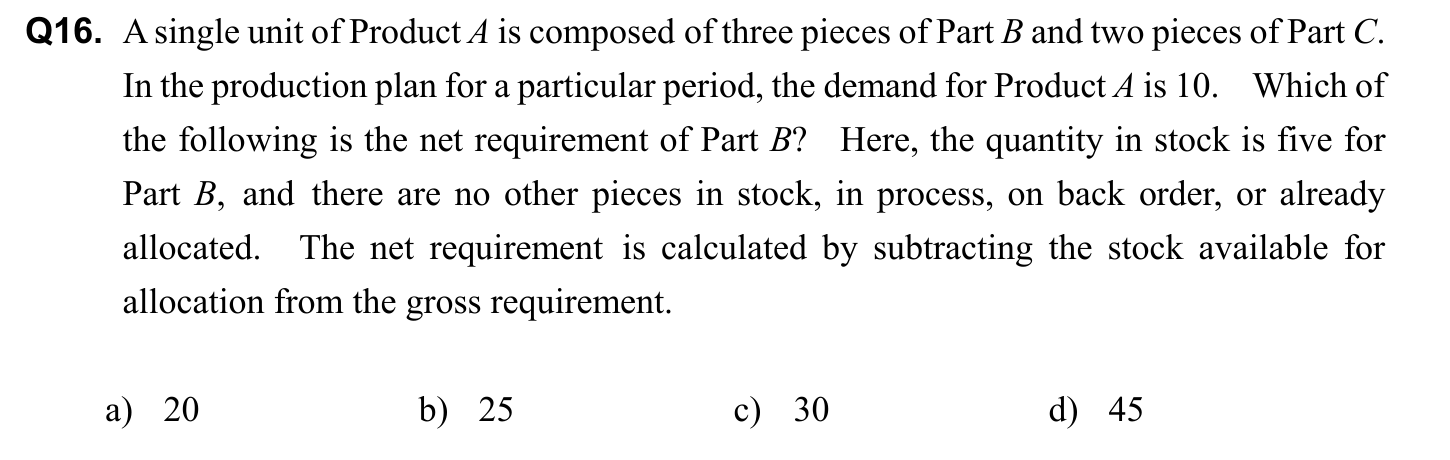 Q16. A single unit of Product A is composed of three pieces of Part B and two pieces of Part C.
In the production plan for a particular period, the demand for Product A is 10. Which of
the following is the net requirement of Part B? Here, the quantity in stock is five for
Part B, and there are no other pieces in stock, in process, on back order, or already
allocated. The net requirement is calculated by subtracting the stock available for
allocation from the gross requirement.
a) 20 b) 25 c) 30 d) 45